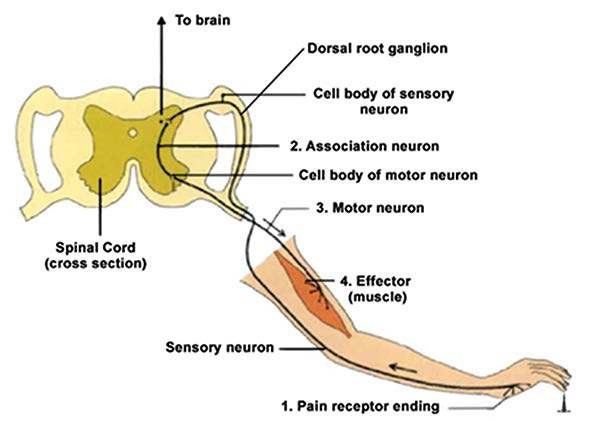 To brain
Dorsal root ganglion
Cell body of sensory
neuron
2. Association neuron
Cell body of motor neuron
3. Motor neuron
Spinal Cord
(cross section)
4. Effector
(muscle)
Sensory neuron
1. Pain receptor ending